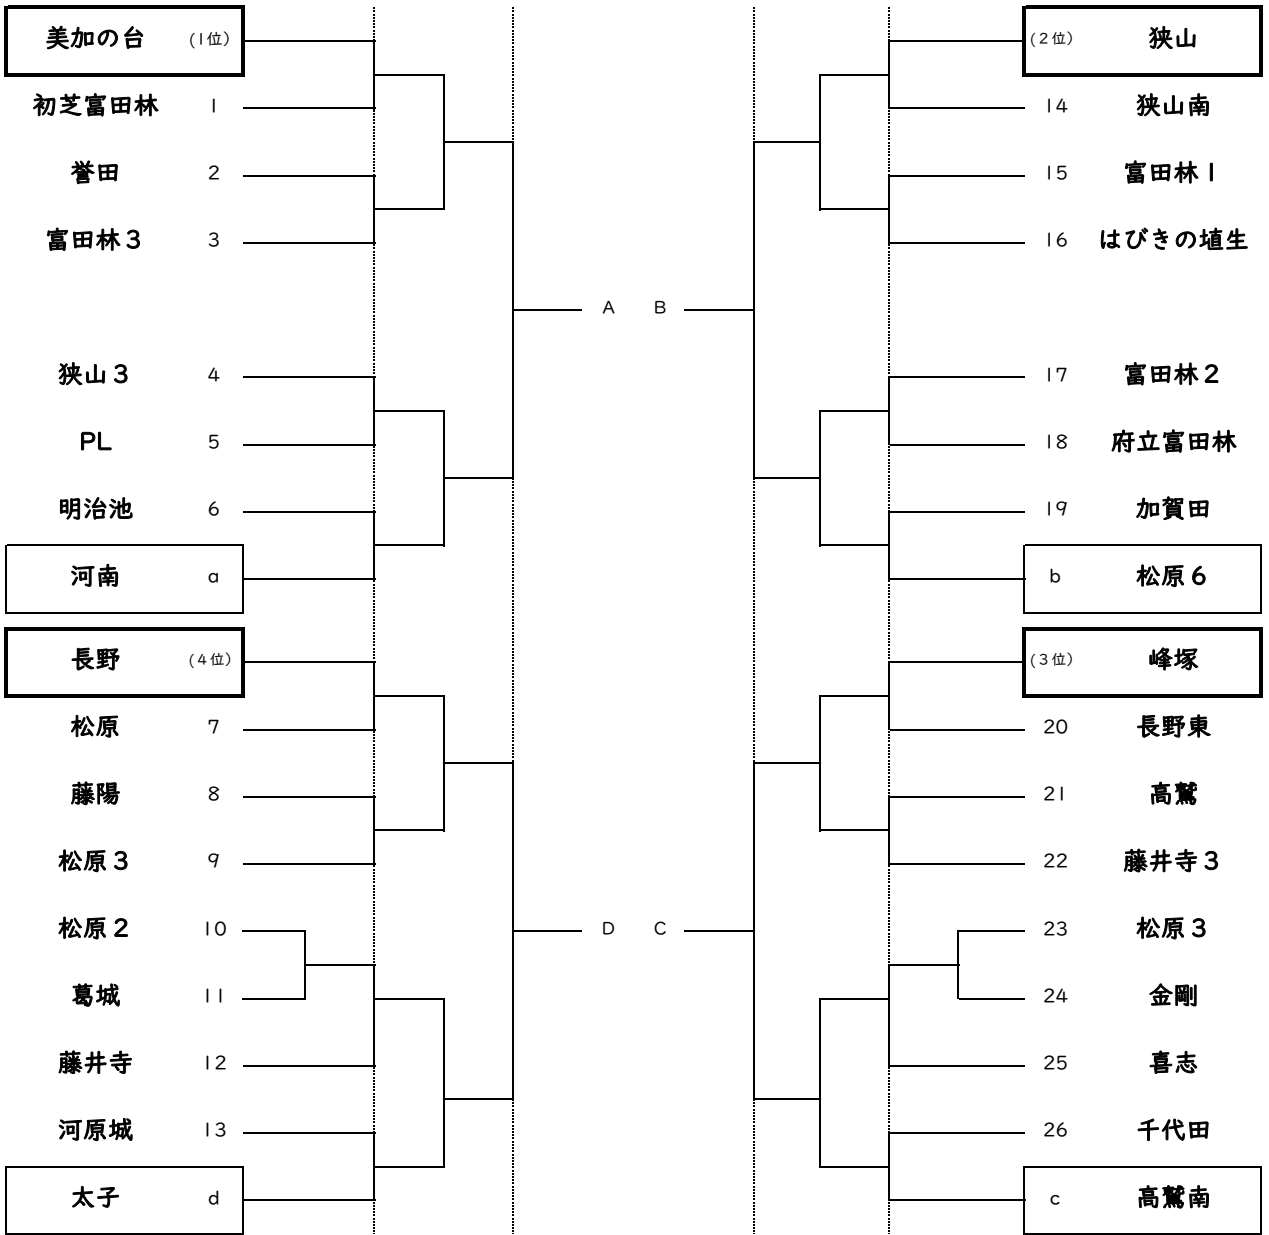 美加の台 (1位)
初芝富田林 1
誉田 2
富田林3 3
狭山3 4
PL 5
明治池 6
河南 a
長野 (4位)
松原 7
藤陽 8
松原3 9
松原2 10
葛城 11
藤井寺 12
河原城 13
太子 d
A B
D C
(2位) 狭山
14 狭山南
15 富田林1
16 はびきの埴生
17 富田林2
18 府立富田林
19 加賀田
b 松原6
(3位) 峰塚
20 長野東
21 高鷲
22 藤井寺3
23 松原3
24 金剛
25 喜志
26 千代田
c 高鷲南